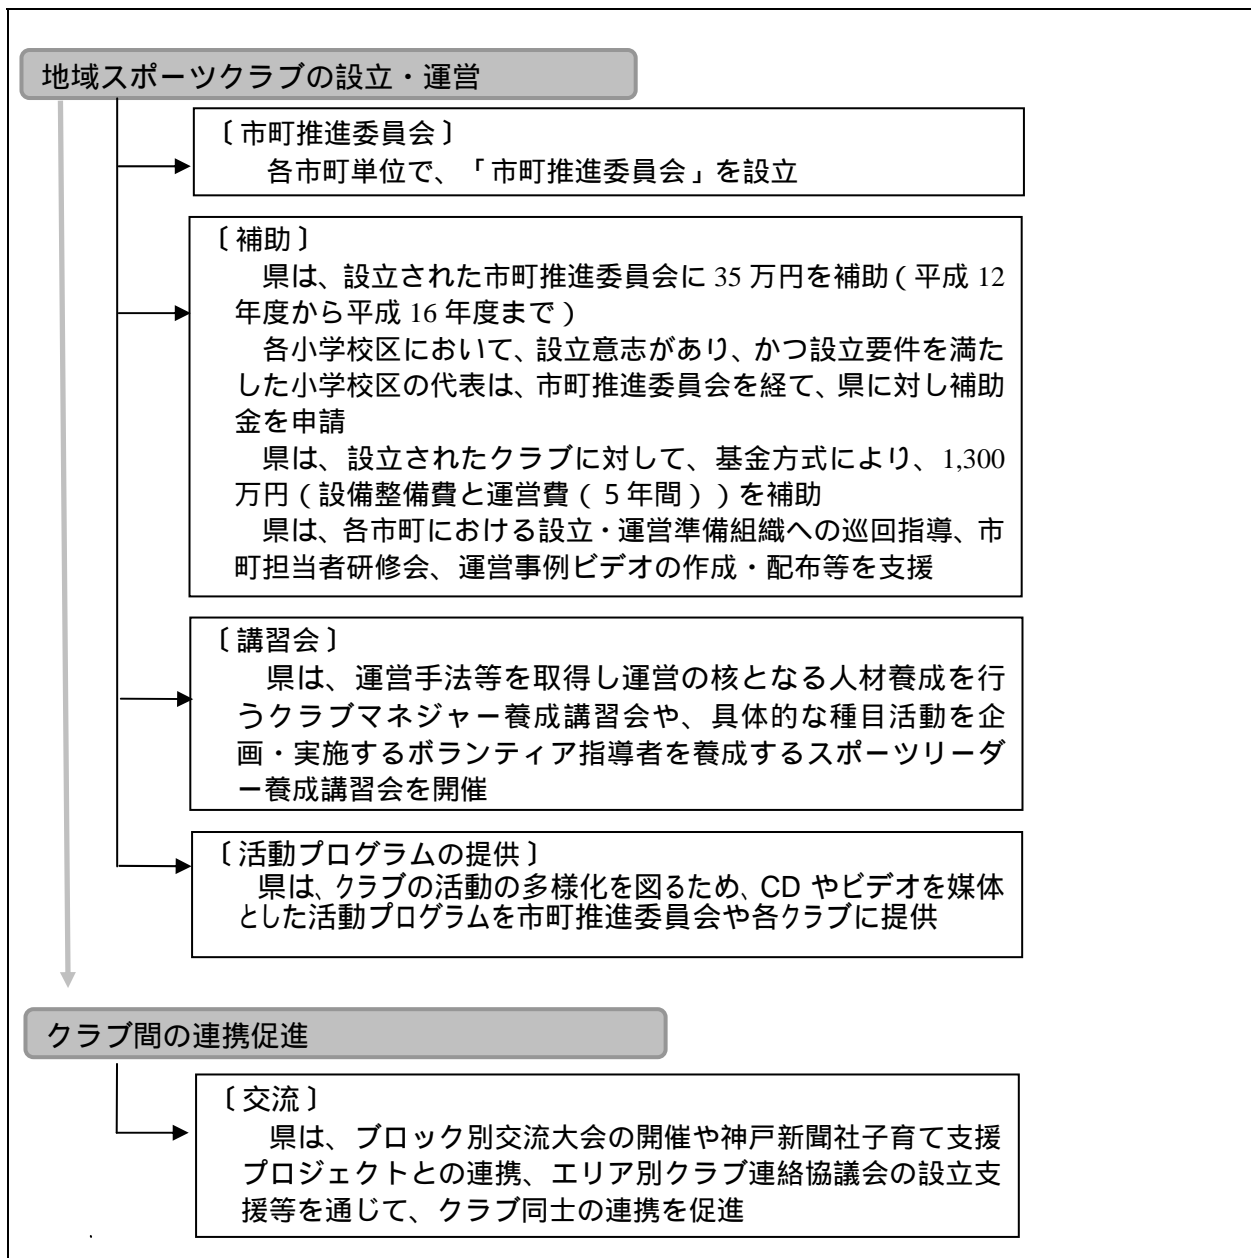 地域スポーツクラブの設立・運営
〔市町推進委員会〕
各市町単位で、「市町推進委員会」を設立
〔補助〕
県は、設立された市町推進委員会に 35 万円を補助(平成 12
年度から平成 16 年度まで)
各小学校区において、設立意志があり、かつ設立要件を満た
した小学校区の代表は、市町推進委員会を経て、県に対し補助
金を申請
県は、設立されたクラブに対して、基金方式により、1,300
万円(設備整備費と運営費(5年間))を補助
県は、各市町における設立・運営準備組織への巡回指導、市
町担当者研修会、運営事例ビデオの作成・配布等を支援
〔講習会〕
県は、運営手法等を取得し運営の核となる人材養成を行
うクラブマネジャー養成講習会や、具体的な種目活動を企
画・実施するボランティア指導者を養成するスポーツリーダ
ー養成講習会を開催
〔活動プログラムの提供〕
県は、クラブの活動の多様化を図るため、CD やビデオを媒体
とした活動プログラムを市町推進委員会や各クラブに提供
クラブ間の連携促進
〔交流〕
県は、ブロック別交流大会の開催や神戸新聞社子育て支援
プロジェクトとの連携、エリア別クラブ連絡協議会の設立支
援等を通じて、クラブ同士の連携を促進